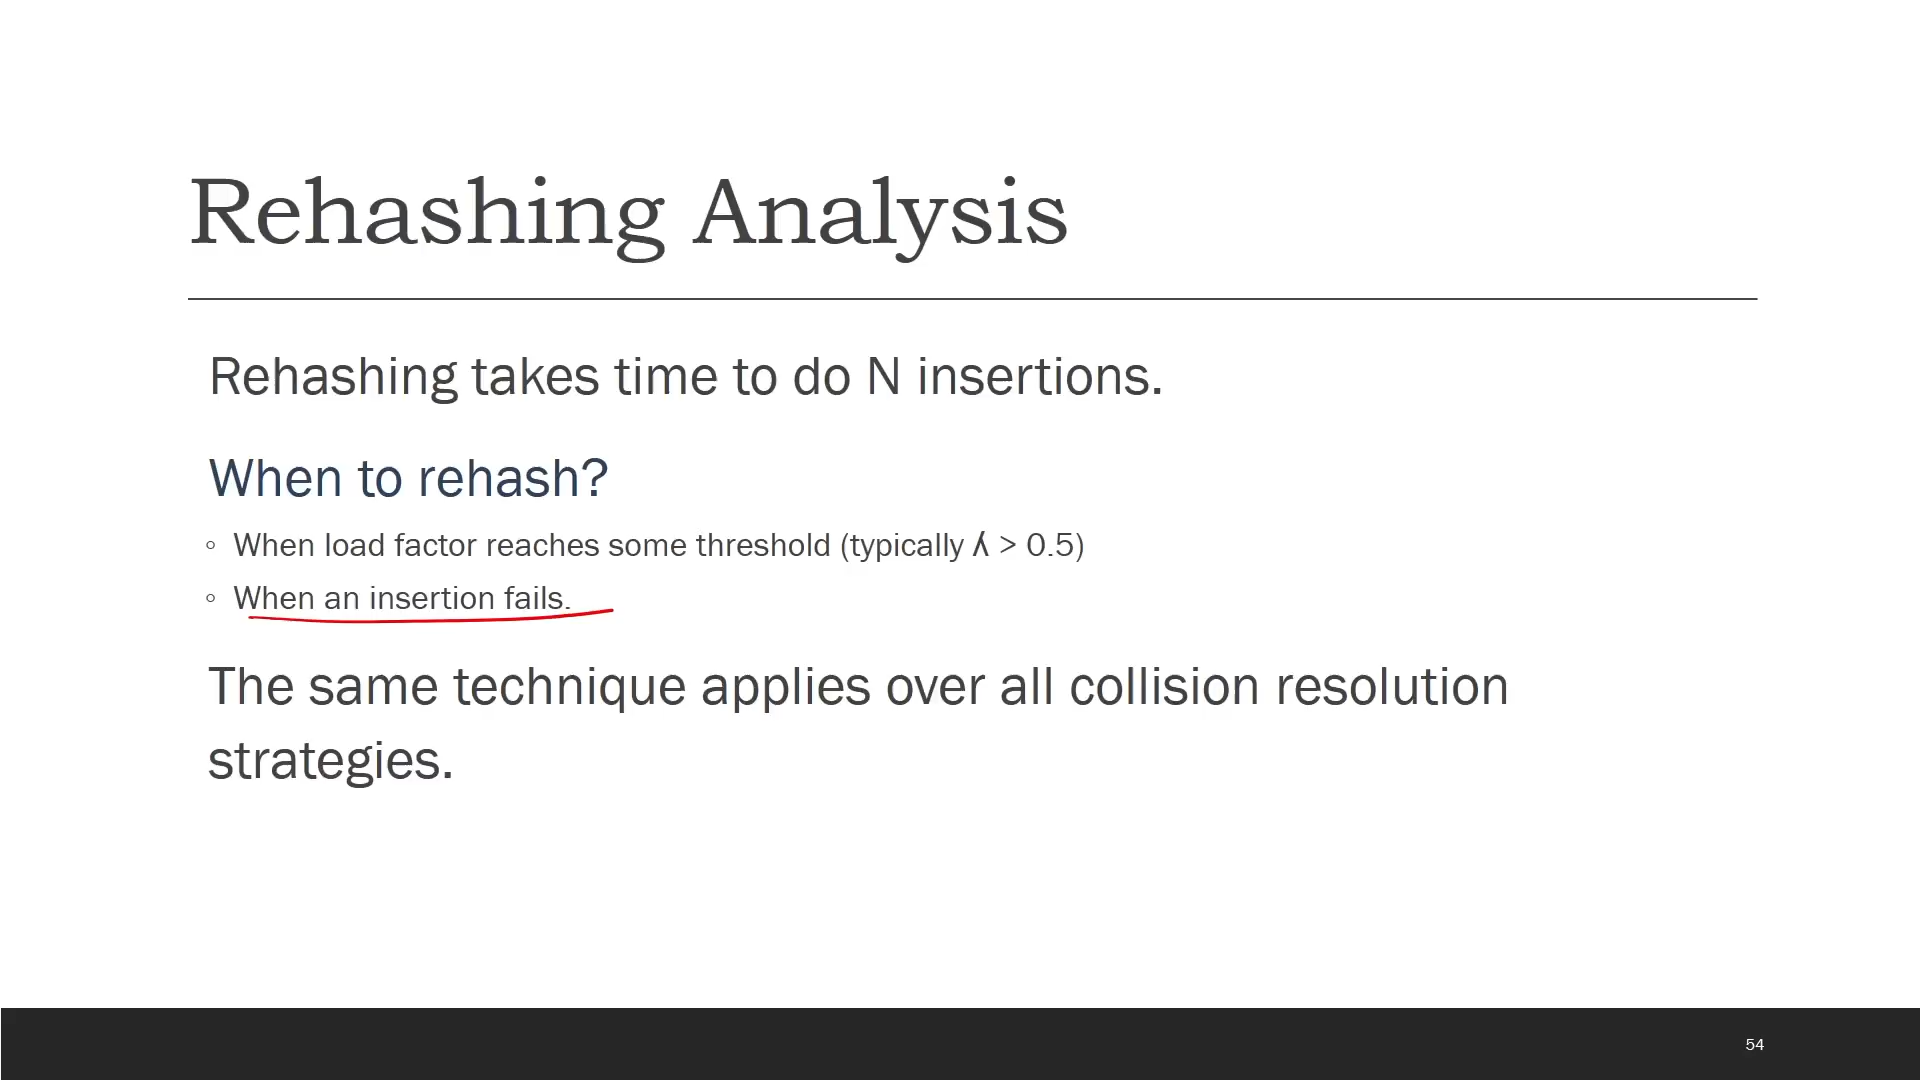 Rehashing Analysis
Rehashing takes time to do N insertions.
When to rehash?
◦ When load factor reaches some threshold (typically ʎ > 0.5)
◦ When an insertion fails.
The same technique applies over all collision resolution
strategies.
54